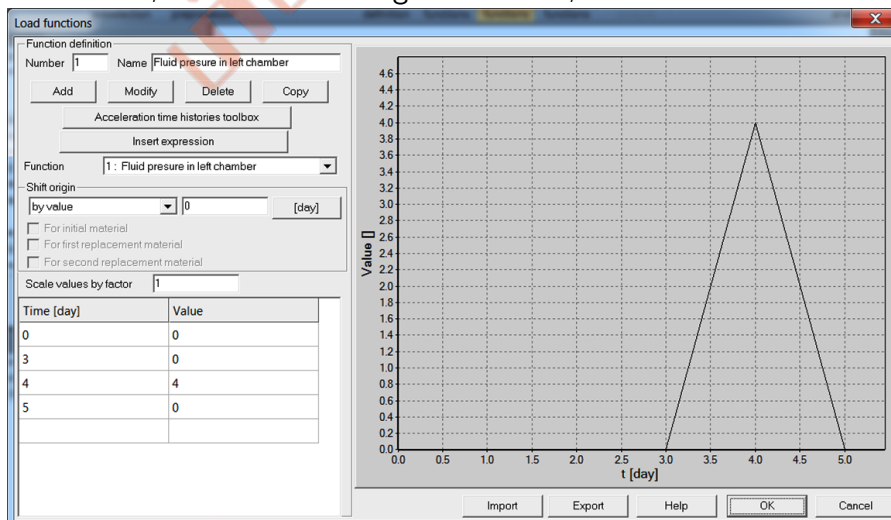 Load functions
Function definition
Number 1 Name Fluid presure in left chamber
Add Modify Delete Copy
Acceleration time histories toolbox
Insert expression
Function 1 : Fluid presure in left chamber
Shift origin
by value 0 [day]
For initial material
For first replacement material
For second replacement material
Scale values by factor 1
Time [day] Value
0 0
3 0
4 4
5 0
Value []
4.6
4.4
4.2
4.0
3.8
3.6
3.4
3.2
3.0
2.8
2.6
2.4
2.2
2.0
1.8
1.6
1.4
1.2
1.0
0.8
0.6
0.4
0.2
0.0
0.0 0.5 1.0 1.5 2.0 2.5 3.0 3.5 4.0 4.5 5.0
t [day]
Import Export Help OK Cancel